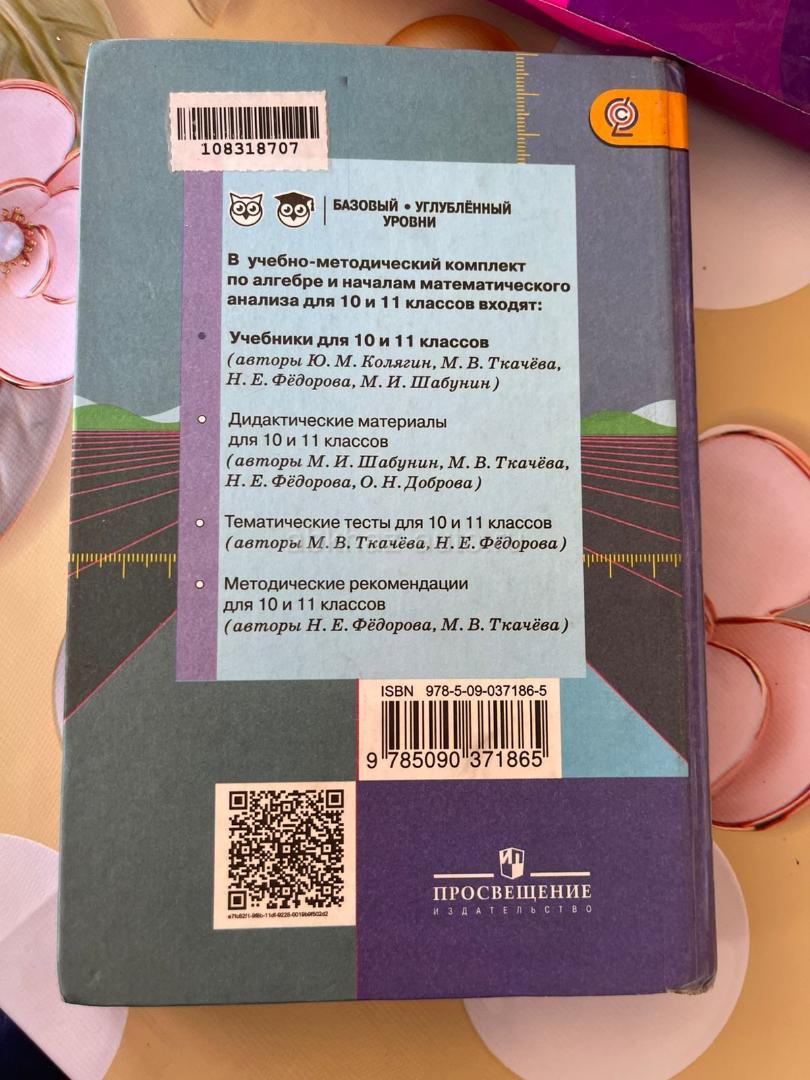 108318707
БАЗОВЫЙ • УГЛУБЛЁННЫЙ
УРОВНИ
В учебно-методический комплект
по алгебре и началам математического
анализа для 10 и 11 классов входят:
• Учебники для 10 и 11 классов
(авторы Ю. М. Колягин, М. В. Ткачёва,
Н. Е. Фёдорова, М. И. Шабунин)
Дидактические материалы
для 10 и 11 классов
(авторы М. И. Шабунин, М. В. Ткачёва,
Н. Е. Фёдорова, О. Н. Доброва)
Тематические тесты для 10 и 11 классов
(авторы М. В. Ткачёва, Н. Е. Фёдорова)
Методические рекомендации
для 10 и 11 классов
(авторы Н. Е. Фёдорова, М. В. Ткачёва)
ISBN 978-5-09-037186-5
9 785090 371865
ИП
ПРОСВЕЩЕНИЕ
ИЗДАТЕЛЬСТВО